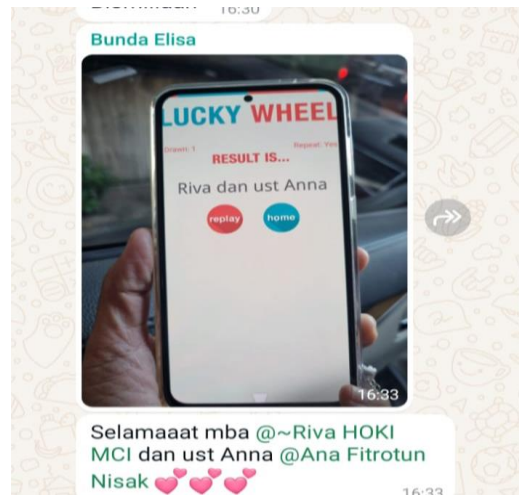 16:30
Bunda Elisa
LUCKY WHEEL
Drawn: 1 Repeat: Yes
RESULT IS...
Riva dan ust Anna
replay home
16:33
Selamaaat mba @~Riva HOKI
MCI dan ust Anna @Ana Fitrotun
Nisak 💕💕💕
16:33